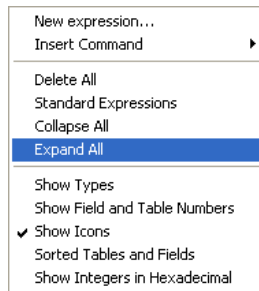 New expression...
Insert Command
Delete All
Standard Expressions
Collapse All
Expand All
Show Types
Show Field and Table Numbers
Show Icons
Sorted Tables and Fields
Show Integers in Hexadecimal